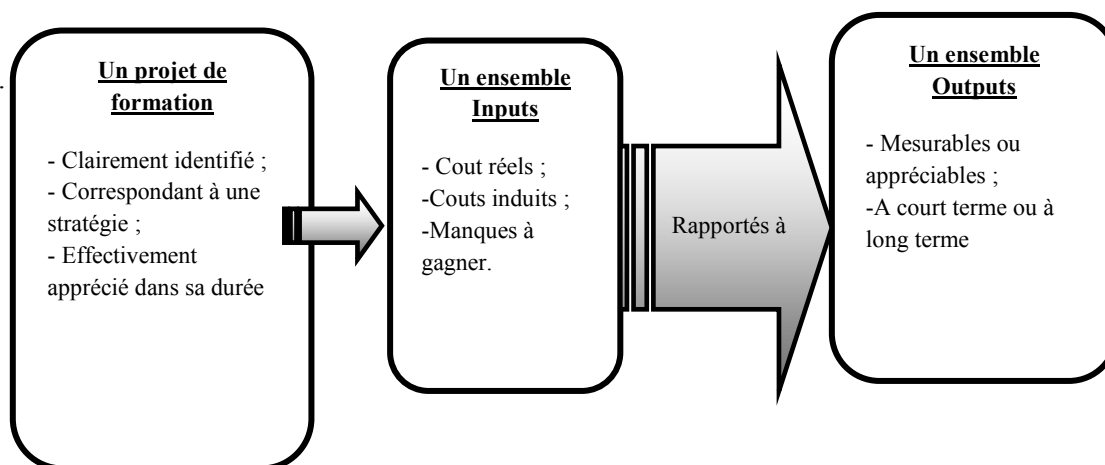 Un projet de
formation
- Clairement identifié ;
- Correspondant à une
stratégie ;
- Effectivement
apprécié dans sa durée
Un ensemble
Inputs
- Cout réels ;
-Couts induits ;
-Manques à
gagner.
Rapportés à
Un ensemble
Outputs
- Mesurables ou
appréciables ;
-A court terme ou à
long terme